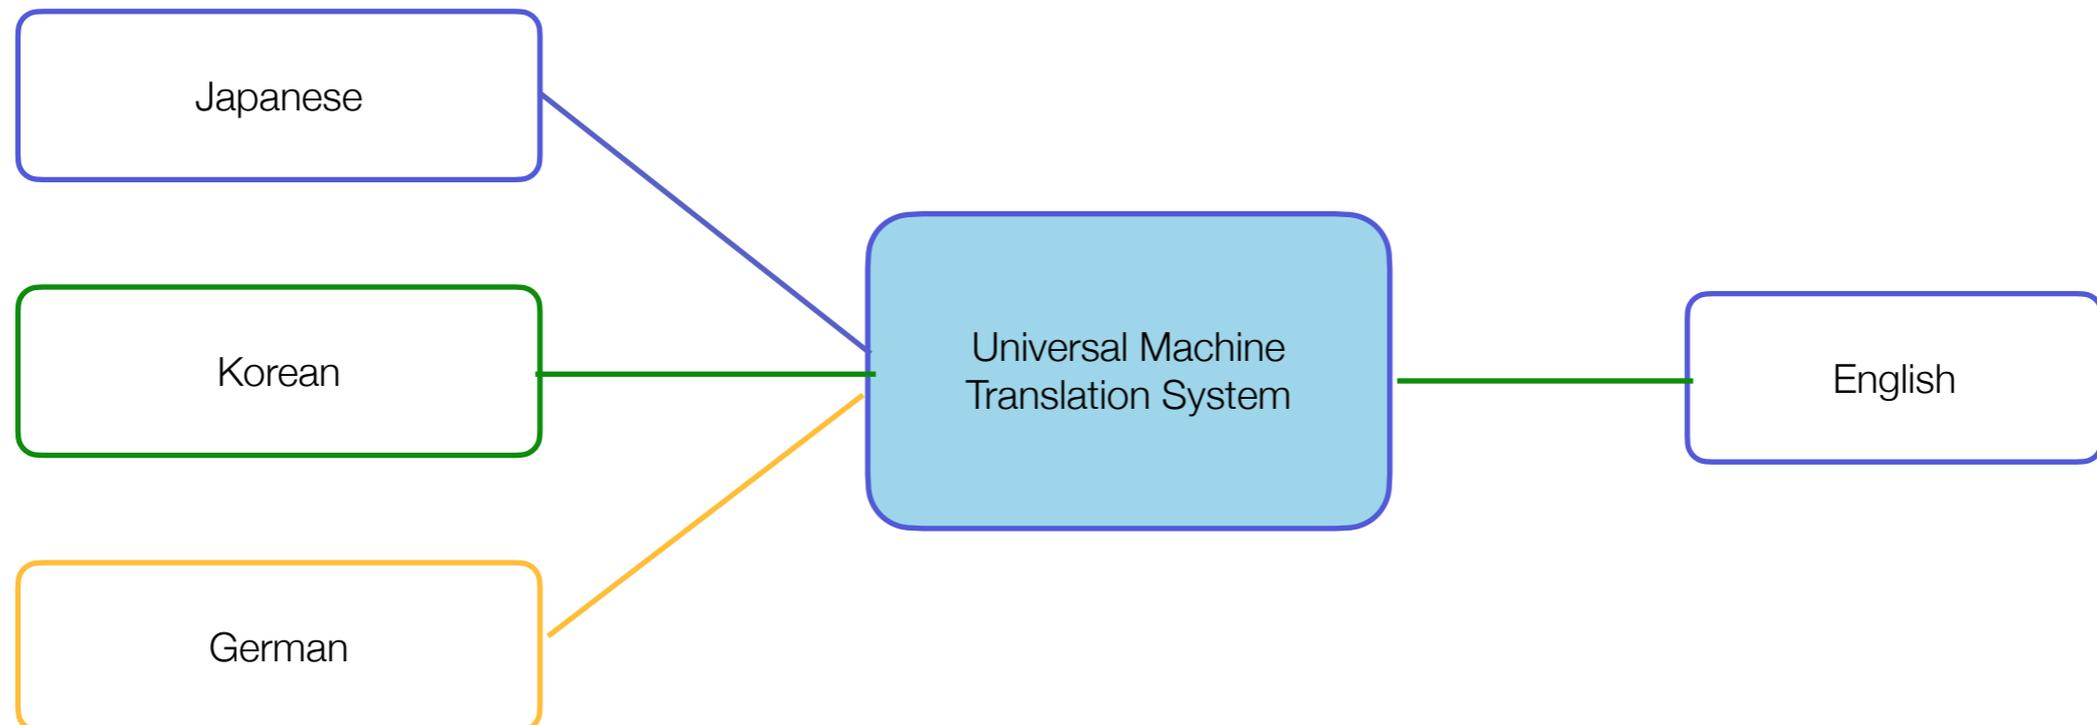 Japanese
Korean
German
Universal Machine
Translation System
English